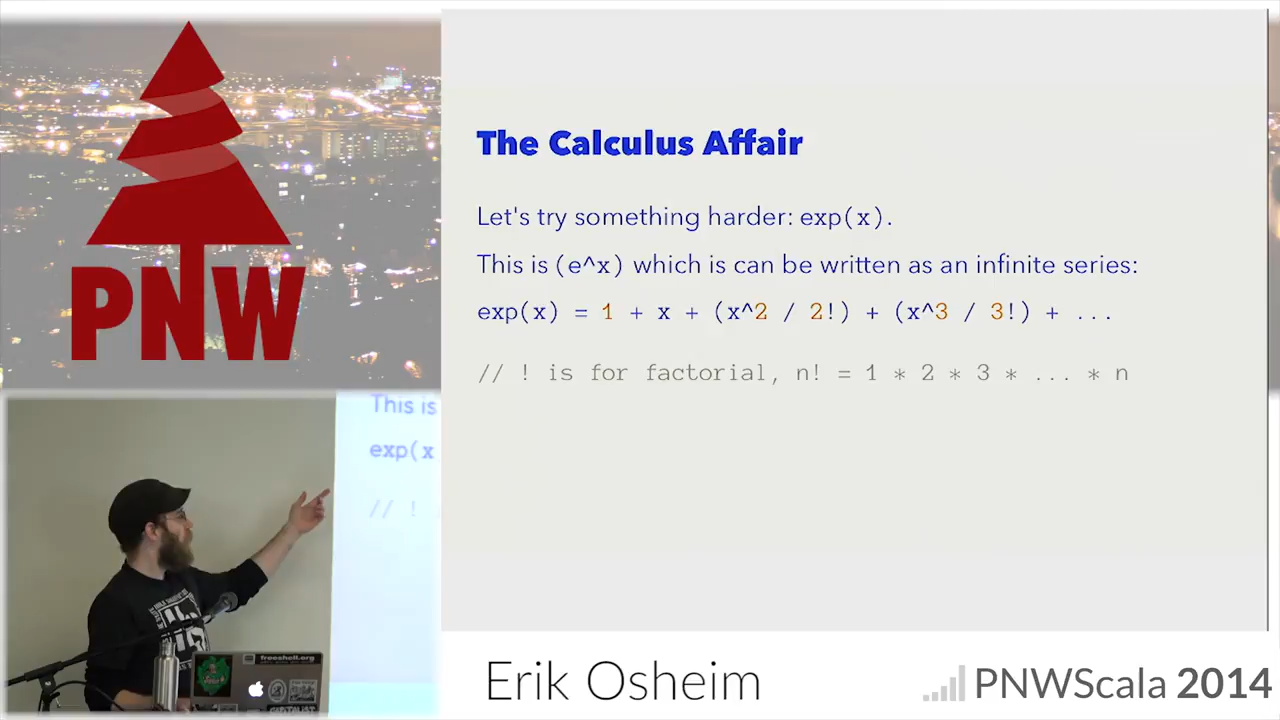 PNW
The Calculus Affair
Let's try something harder: exp(x).
This is (e^x) which is can be written as an infinite series:
exp(x) = 1 + x + (x^2 / 2!) + (x^3 / 3!) + ...
// ! is for factorial, n! = 1 * 2 * 3 * ... * n
This is
exp(x
// !
freeshell.org
CAPITALIST
Erik Osheim
PNWScala 2014